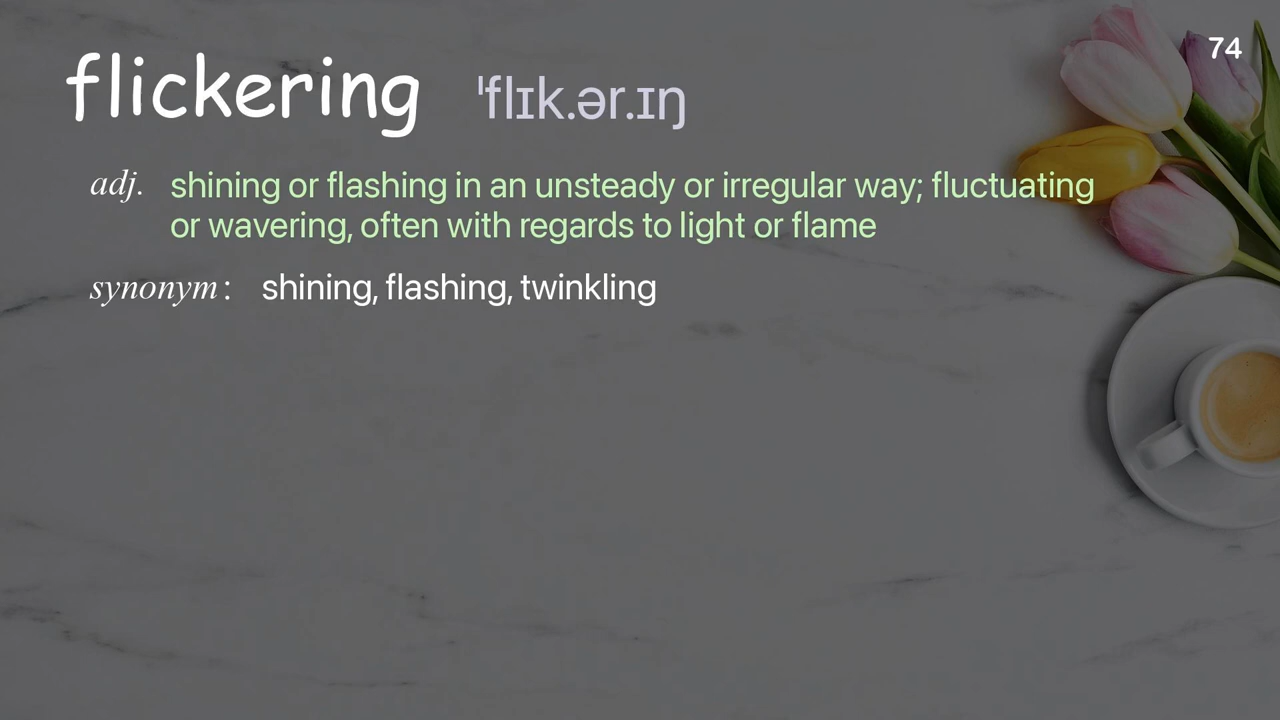 74
flickering ˈflɪk.ər.ɪŋ
adj. shining or flashing in an unsteady or irregular way; fluctuating
or wavering, often with regards to light or flame
synonym : shining, flashing, twinkling